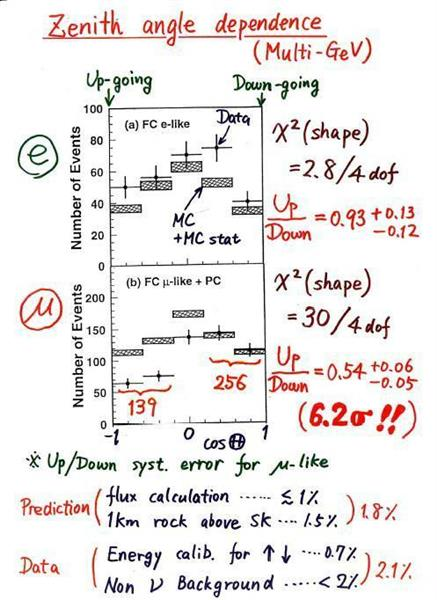 Zenith angle dependence
(Multi-GeV)
Up-going
Down-going
(a) FC e-like
Data
MC
+MC stat
Number of Events
100
80
60
40
20
0
e
χ² (shape)
= 2.8/4 dof
Up/Down = 0.93 +0.13 -0.12
(b) FC μ-like + PC
Number of Events
200
150
100
50
0
139
256
-1
0
1
cos Θ
μ
χ² (shape)
= 30/4 dof
Up/Down = 0.54 +0.06 -0.05
(6.2σ !!)
※ Up/Down syst. error for μ-like
Prediction ( flux calculation ...... ≲ 1%
1km rock above SK ... 1.5% ) 1.8%
Data ( Energy calib. for ↑ ↓ .... 0.7%
Non ν Background ...... < 2% ) 2.1%